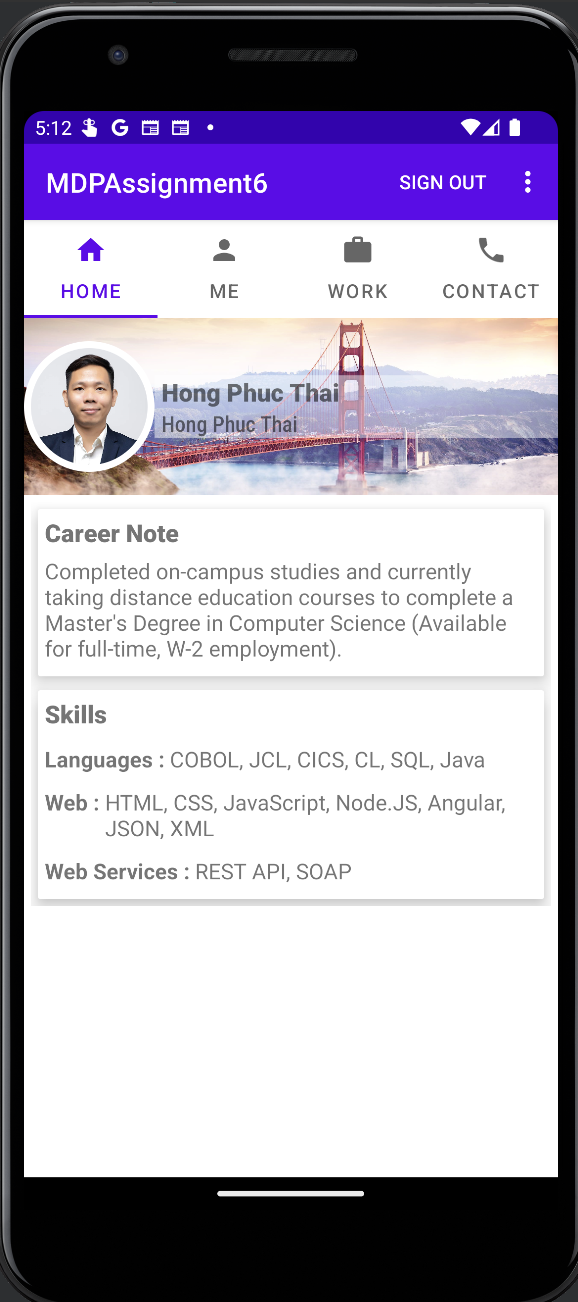 5:12
MDPAssignment6
SIGN OUT
HOME
ME
WORK
CONTACT
Hong Phuc Thai
Hong Phuc Thai
Career Note
Completed on-campus studies and currently
taking distance education courses to complete a
Master's Degree in Computer Science (Available
for full-time, W-2 employment).
Skills
Languages : COBOL, JCL, CICS, CL, SQL, Java
Web : HTML, CSS, JavaScript, Node.JS, Angular,
JSON, XML
Web Services : REST API, SOAP